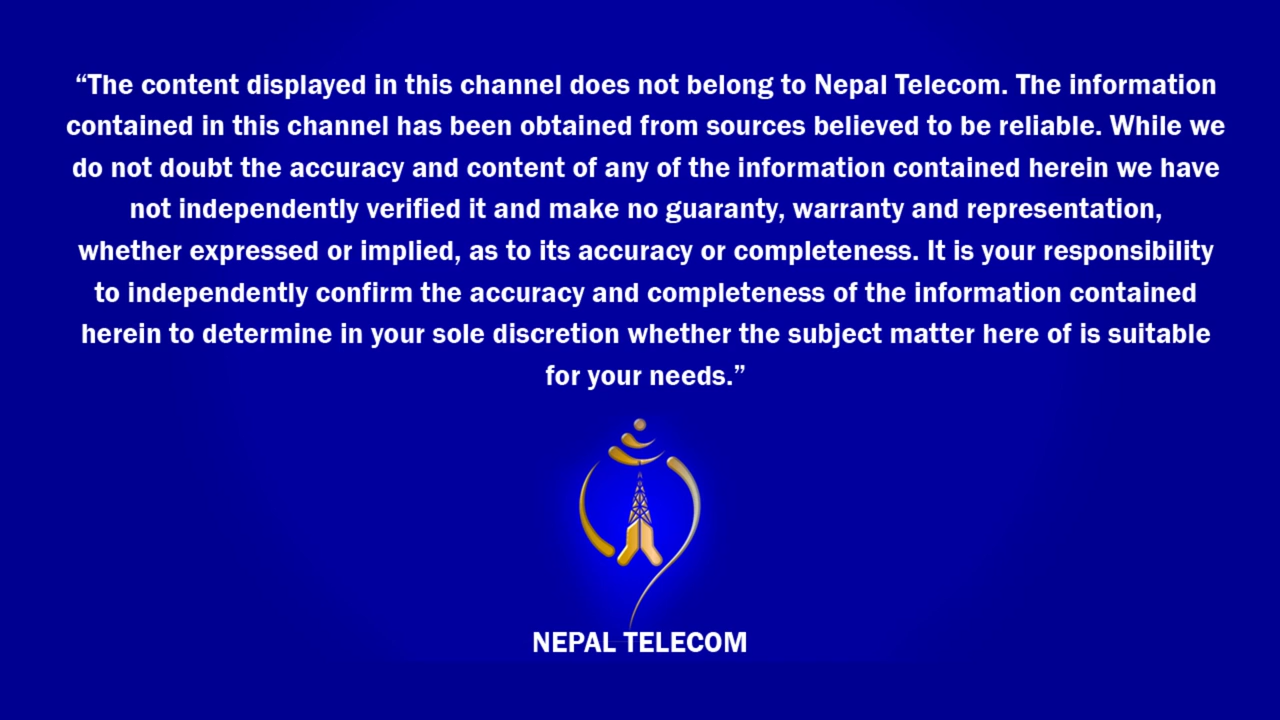 “The content displayed in this channel does not belong to Nepal Telecom. The information
contained in this channel has been obtained from sources believed to be reliable. While we
do not doubt the accuracy and content of any of the information contained herein we have
not independently verified it and make no guaranty, warranty and representation,
whether expressed or implied, as to its accuracy or completeness. It is your responsibility
to independently confirm the accuracy and completeness of the information contained
herein to determine in your sole discretion whether the subject matter here of is suitable
for your needs.”
NEPAL TELECOM